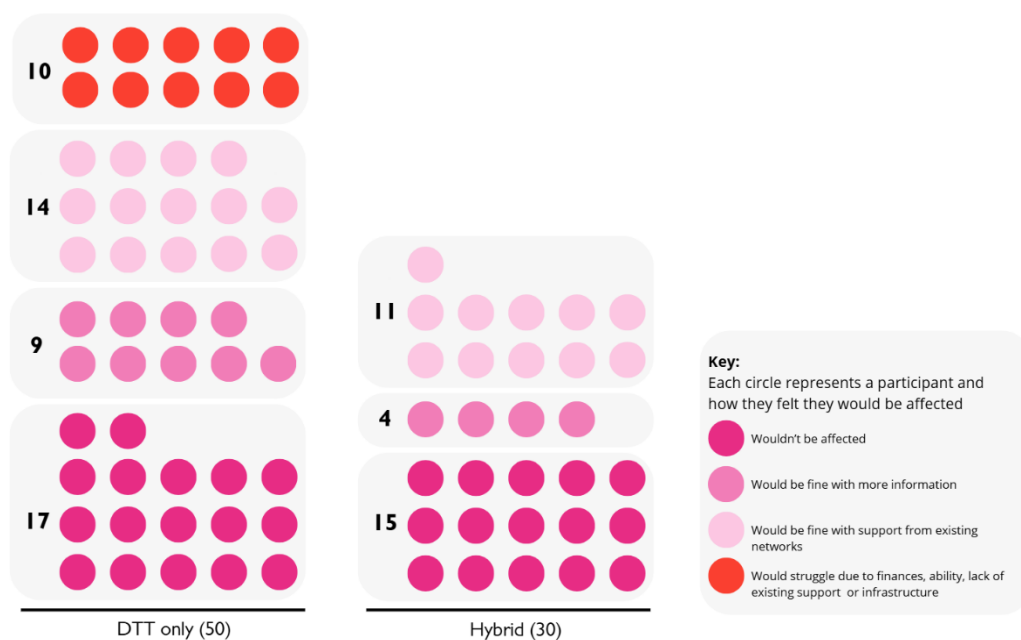 10
14
9
17
DTT only (50)
11
4
15
Hybrid (30)
Key:
Each circle represents a participant and
how they felt they would be affected
Wouldn't be affected
Would be fine with more information
Would be fine with support from existing
networks
Would struggle due to finances, ability, lack of
existing support or infrastructure